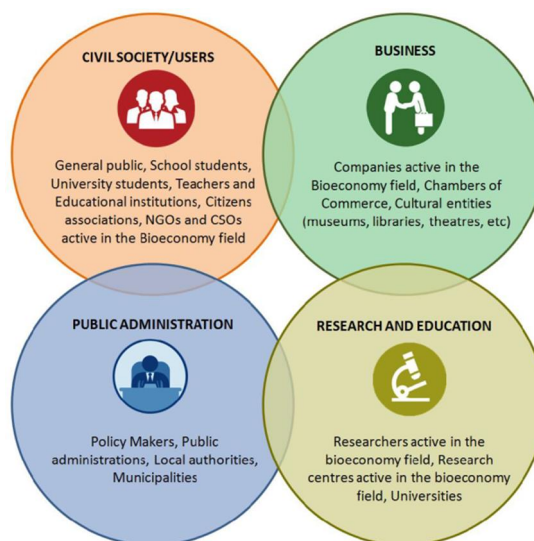 CIVIL SOCIETY/USERS
General public, School students,
University students, Teachers and
Educational institutions, Citizens
associations, NGOs and CSOs
active in the Bioeconomy field
BUSINESS
Companies active in the
Bioeconomy field, Chambers of
Commerce, Cultural entities
(museums, libraries, theatres, etc)
PUBLIC ADMINISTRATION
Policy Makers, Public
administrations, Local authorities,
Municipalities
RESEARCH AND EDUCATION
Researchers active in the
bioeconomy field, Research
centres active in the bioeconomy
field, Universities